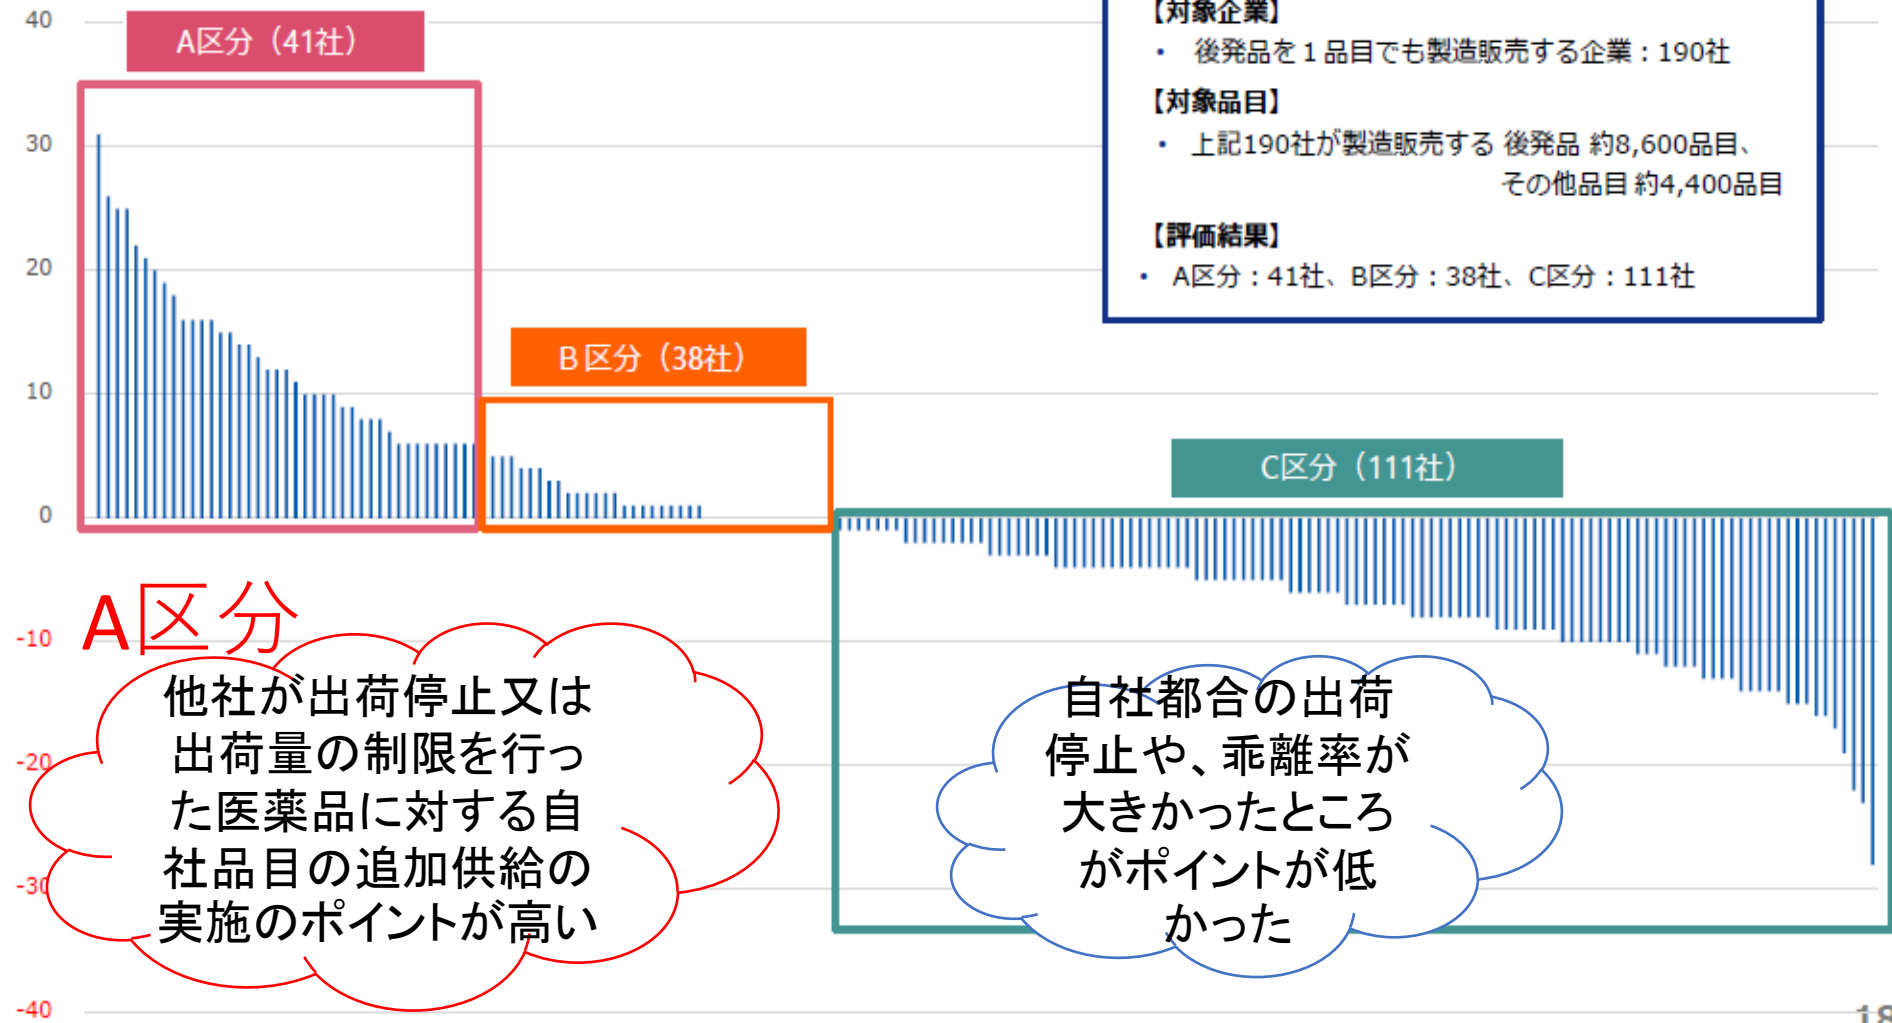 40
A区分（41社）
【対象企業】
• 後発品を１品目でも製造販売する企業：190社
【対象品目】
• 上記190社が製造販売する 後発品 約8,600品目、
その他品目 約4,400品目
【評価結果】
• A区分：41社、B区分：38社、C区分：111社
30
20
B区分（38社）
10
C区分（111社）
0
A区分
-10
他社が出荷停止又は
出荷量の制限を行っ
た医薬品に対する自
社品目の追加供給の
実施のポイントが高い
自社都合の出荷
停止や、乖離率が
大きかったところ
がポイントが低
かった
-20
-30
-40
18